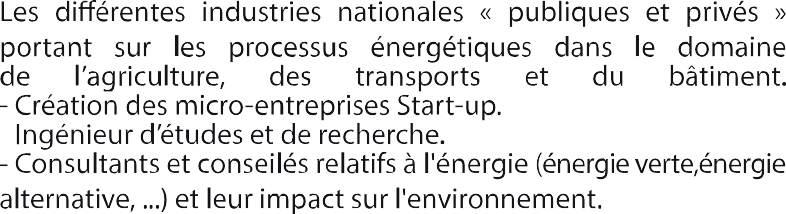 Les différentes industries nationales « publiques et privés »
portant sur les processus énergétiques dans le domaine
de l’agriculture, des transports et du bâtiment.
- Création des micro-entreprises Start-up.
Ingénieur d’études et de recherche.
- Consultants et conseilés relatifs à l'énergie (énergie verte,énergie
alternative, ...) et leur impact sur l'environnement.